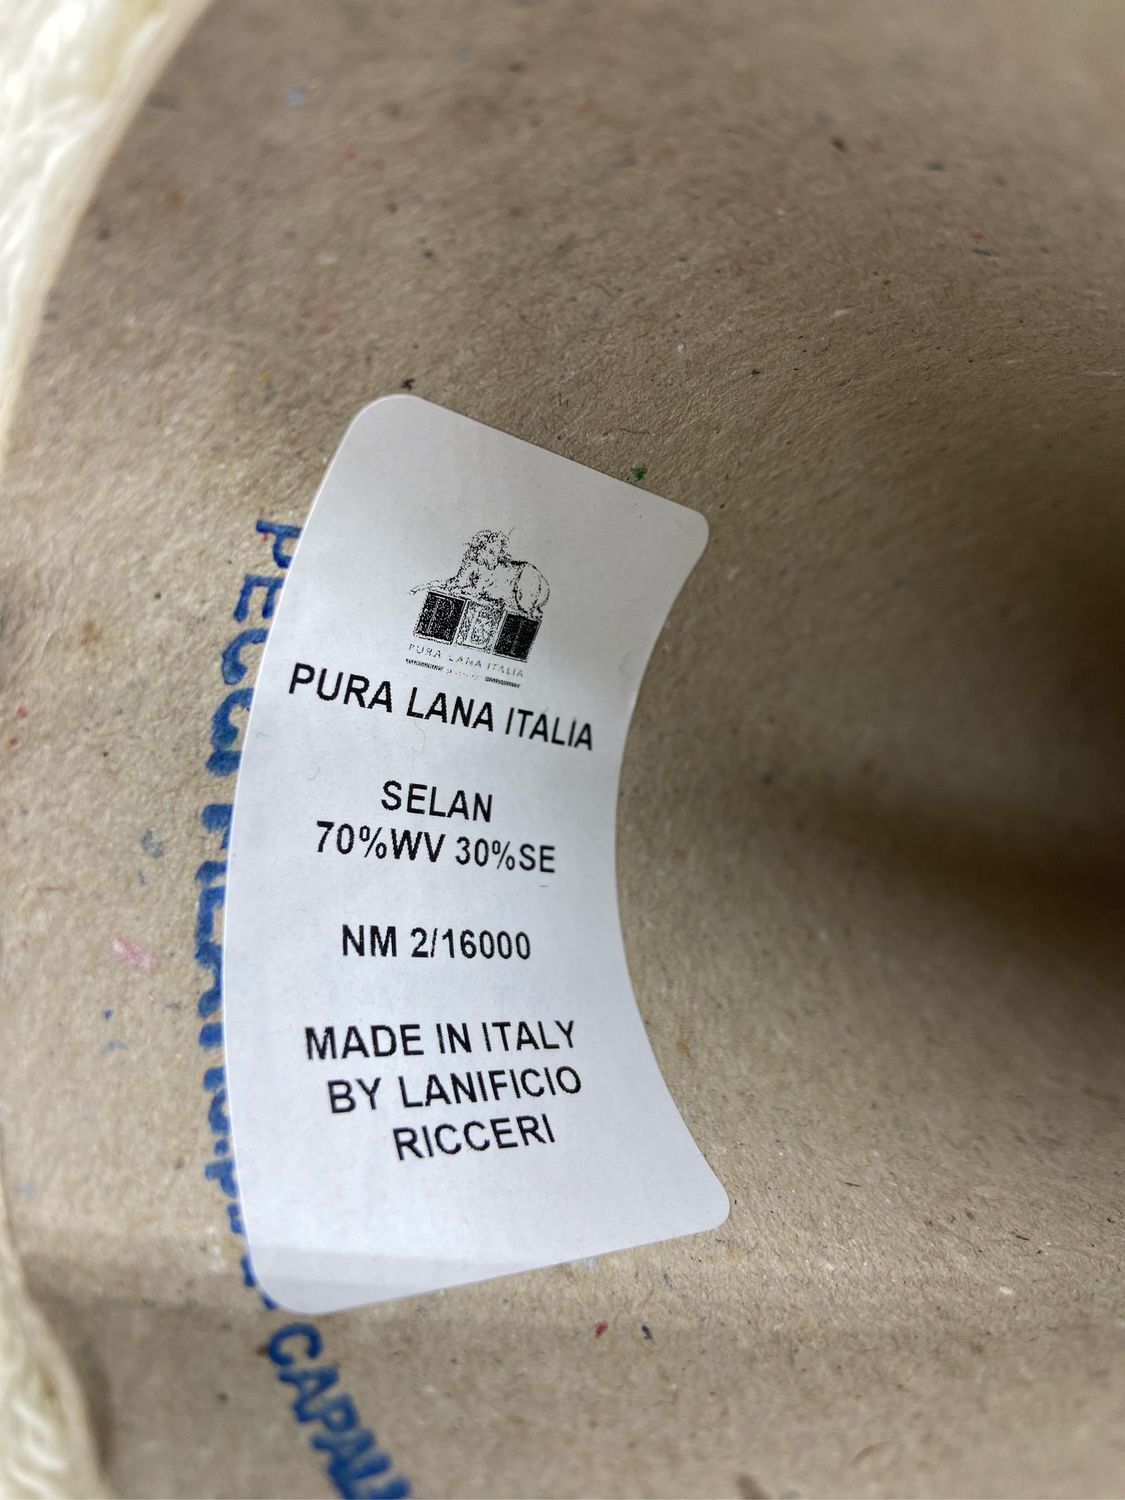 PURA LANA ITALIA
PURA LANA ITALIA
SELAN
70%WV 30%SE
NM 2/16000
MADE IN ITALY
BY LANIFICIO
RICCERI